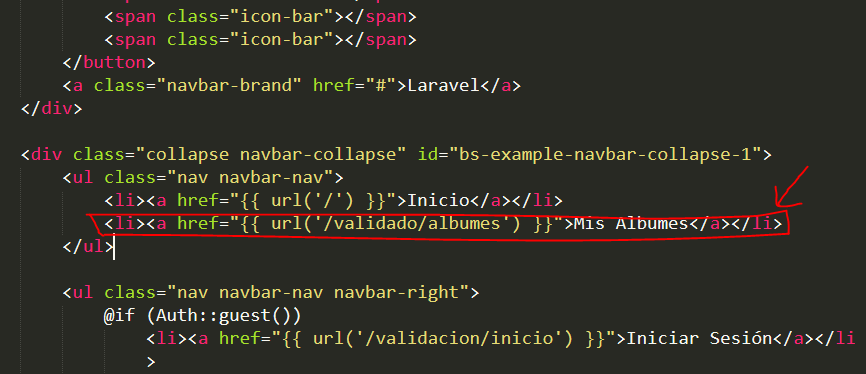 <span class="icon-bar"></span>
<span class="icon-bar"></span>
</button>
<a class="navbar-brand" href="#">Laravel</a>
</div>
<div class="collapse navbar-collapse" id="bs-example-navbar-collapse-1">
<ul class="nav navbar-nav">
<li><a href="{{ url('/') }}">Inicio</a></li>
<li><a href="{{ url('/validado/albumes') }}">Mis Albumes</a></li>
</ul>
<ul class="nav navbar-nav navbar-right">
@if (Auth::guest())
<li><a href="{{ url('/validacion/inicio') }}">Iniciar Sesión</a></li
>